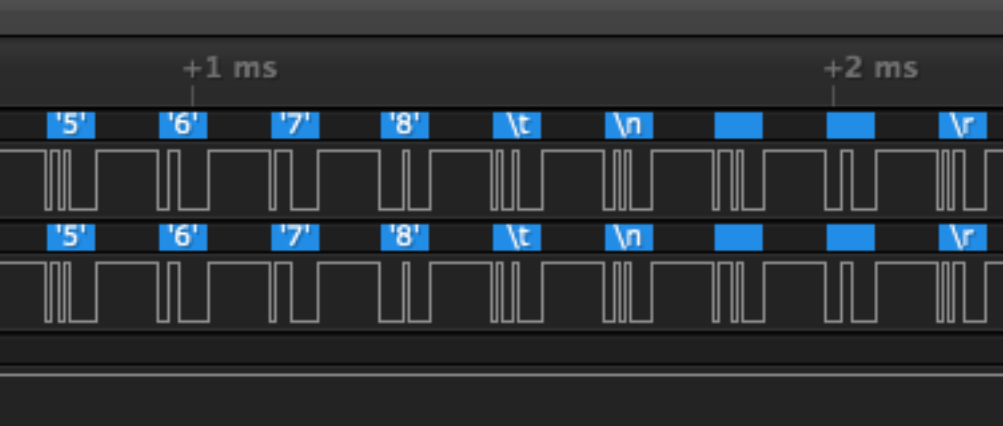 +1 ms +2 ms
'5' '6' '7' '8' \t \n \r
'5' '6' '7' '8' \t \n \r